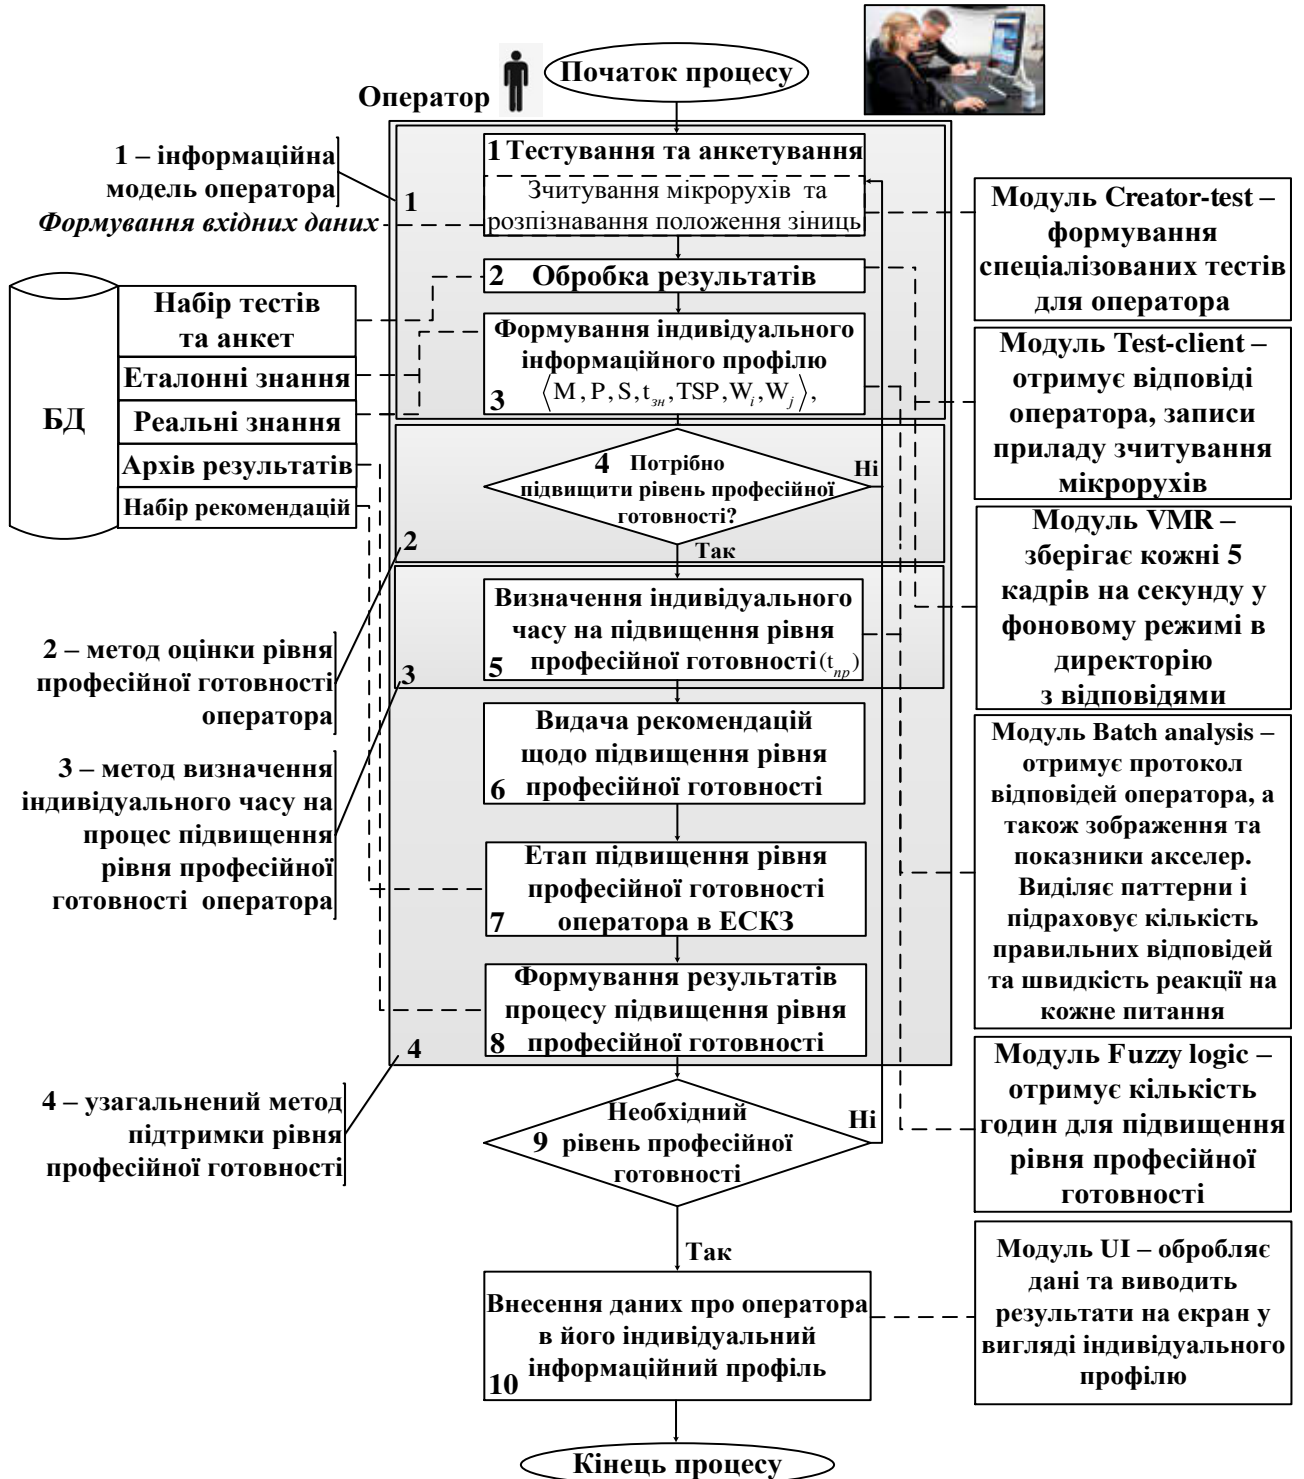 Початок процесу
Оператор
1 – інформаційна
модель оператора
Формування вхідних даних
1
1 Тестування та анкетування
Зчитування мікрорухів та
розпізнавання положення зіниць
2 Обробка результатів
Формування індивідуального
інформаційного профілю
3 ⟨M, P, S, t_зн, TSP, W_i, W_j⟩,
БД
Набір тестів
та анкет
Еталонні знання
Реальні знання
Архів результатів
Набір рекомендацій
4 Потрібно
підвищити рівень професійної
готовності?
Ні
Так
2
Визначення індивідуального
часу на підвищення рівня
5 професійної готовності (t_пр)
3
2 – метод оцінки рівня
професійної готовності
оператора
3 – метод визначення
індивідуального часу на
процес підвищення
рівня професійної
готовності оператора
Видача рекомендацій
щодо підвищення рівня
6 професійної готовності
Етап підвищення рівня
професійної готовності
7 оператора в ЕСКЗ
Формування результатів
процесу підвищення рівня
8 професійної готовності
4
4 – узагальнений метод
підтримки рівня
професійної готовності
Необхідний
9 рівень професійної
готовності
Ні
Так
Внесення даних про оператора
в його індивідуальний
інформаційний профіль
10
Кінець процесу
Модуль Creator-test –
формування
спеціалізованих тестів
для оператора
Модуль Test-client –
отримує відповіді
оператора, записи
приладу зчитування
мікрорухів
Модуль VMR –
зберігає кожні 5
кадрів на секунду у
фоновому режимі в
директорію
з відповідями
Модуль Batch analysis –
отримує протокол
відповідей оператора, а
також зображення та
показники акселер.
Виділяє паттерни і
підраховує кількість
правильних відповідей
та швидкість реакції на
кожне питання
Модуль Fuzzy logic –
отримує кількість
годин для підвищення
рівня професійної
готовності
Модуль UI – обробляє
дані та виводить
результати на екран у
вигляді індивідуального
профілю